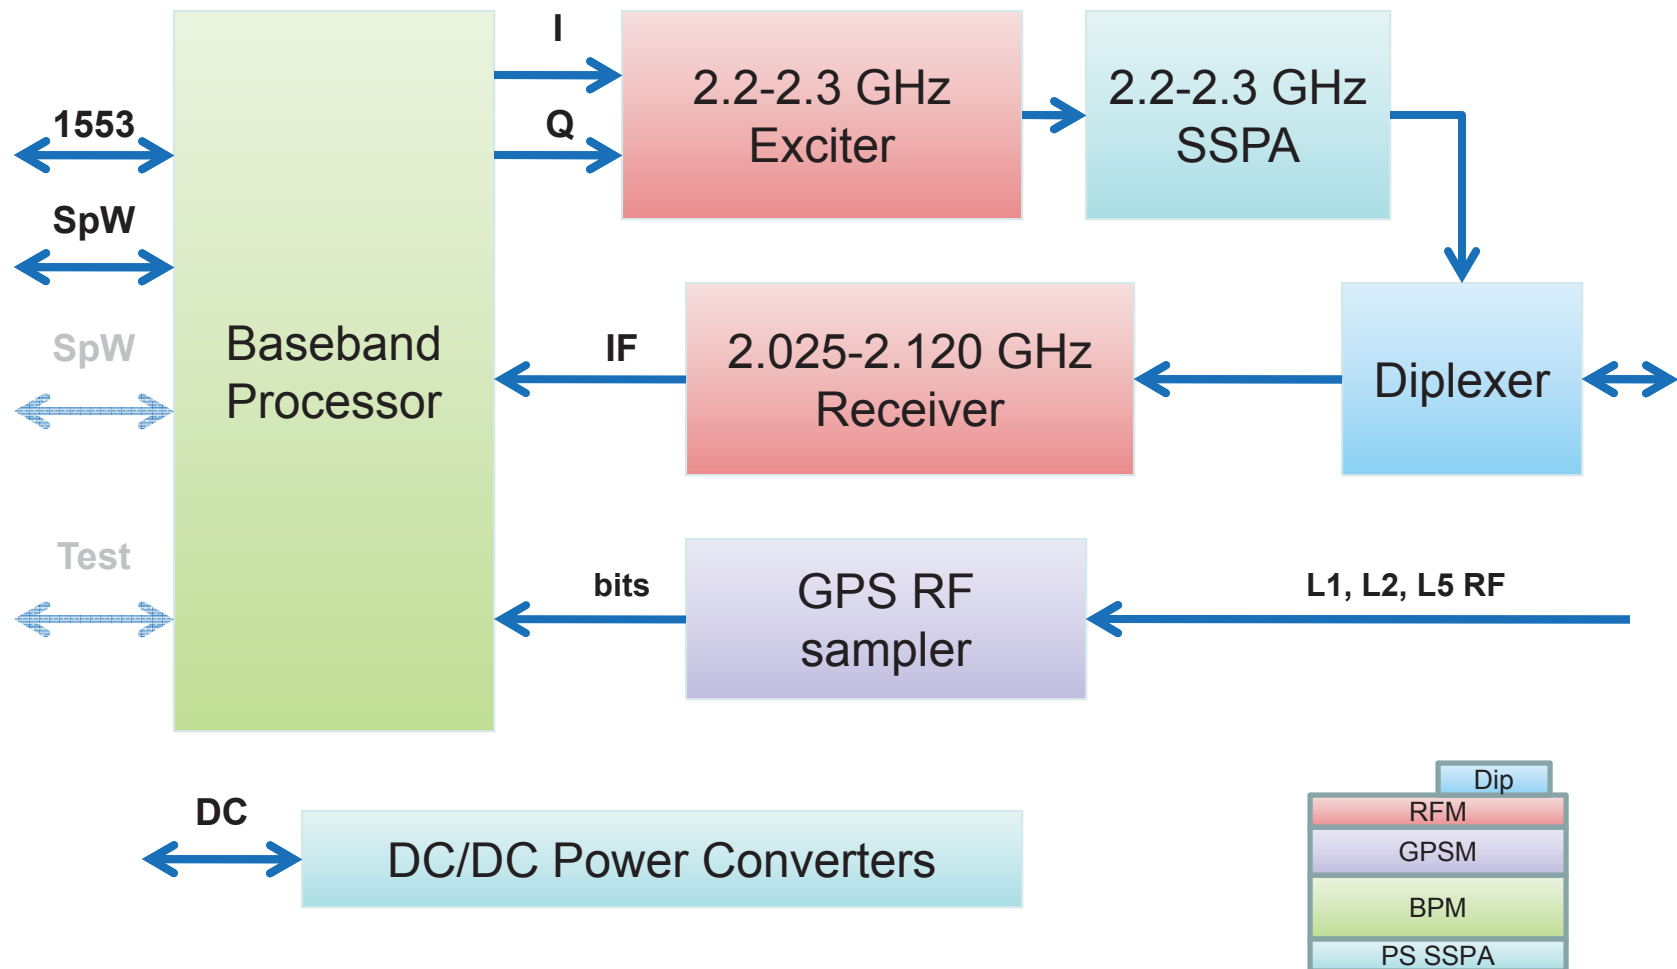 I
2.2-2.3 GHz
Exciter
2.2-2.3 GHz
SSPA
Q
1553
SpW
SpW
Baseband
Processor
IF
2.025-2.120 GHz
Receiver
Diplexer
Test
bits
GPS RF
sampler
L1, L2, L5 RF
DC
DC/DC Power Converters
Dip
RFM
GPSM
BPM
PS SSPA